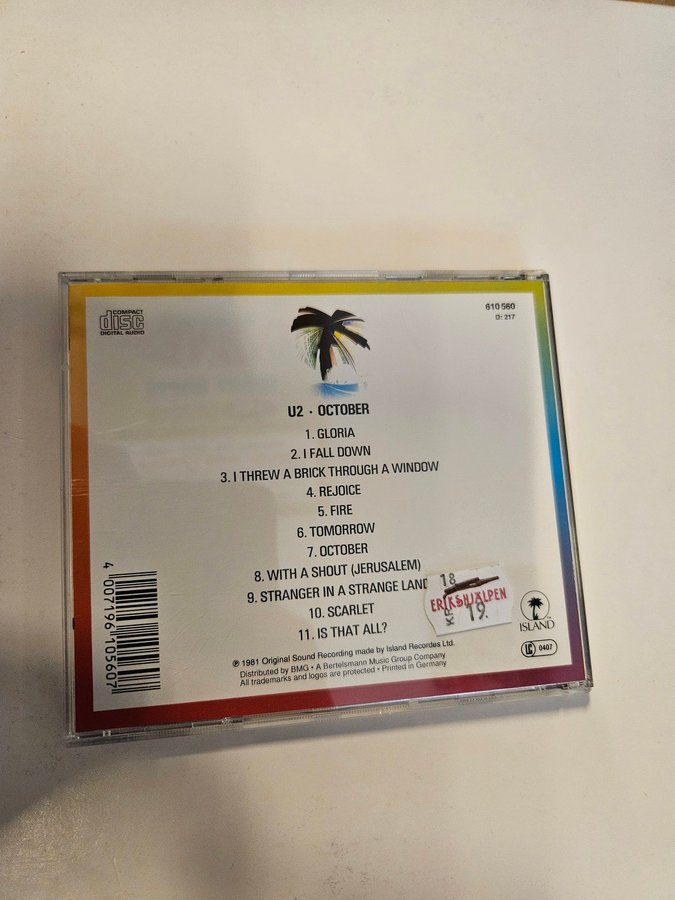 COMPACT
disc
DIGITAL AUDIO
610 560
D: 217
U2 · OCTOBER
1. GLORIA
2. I FALL DOWN
3. I THREW A BRICK THROUGH A WINDOW
4. REJOICE
5. FIRE
6. TOMORROW
7. OCTOBER
8. WITH A SHOUT (JERUSALEM)
9. STRANGER IN A STRANGE LAND
10. SCARLET
11. IS THAT ALL?
18
ERIKSHJÄLPEN
19.
ISLAND
LC 0407
℗ 1981 Original Sound Recording made by Island Recordes Ltd.
Distributed by BMG • A Bertelsmann Music Group Company
All trademarks and logos are protected • Printed in Germany
4 007196 105607